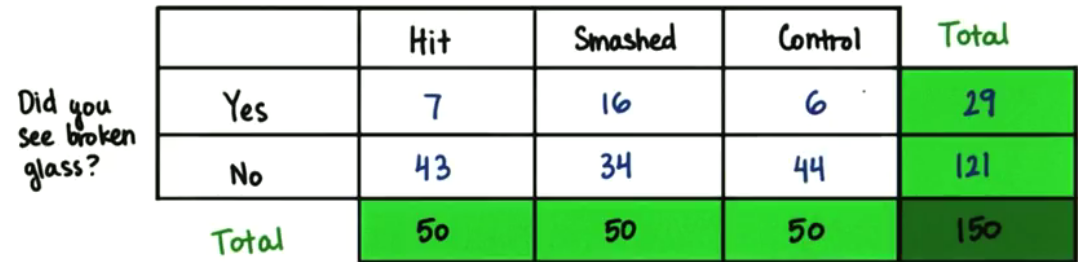 Hit Smashed Control Total
Did you
see broken
glass?
Yes 7 16 6 29
No 43 34 44 121
Total 50 50 50 150